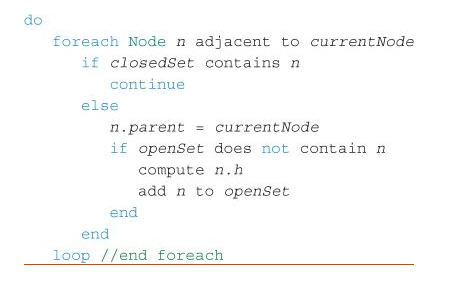 do
foreach Node n adjacent to currentNode
if closedSet contains n
continue
else
n.parent = currentNode
if openSet does not contain n
compute n.h
add n to openSet
end
end
loop //end foreach